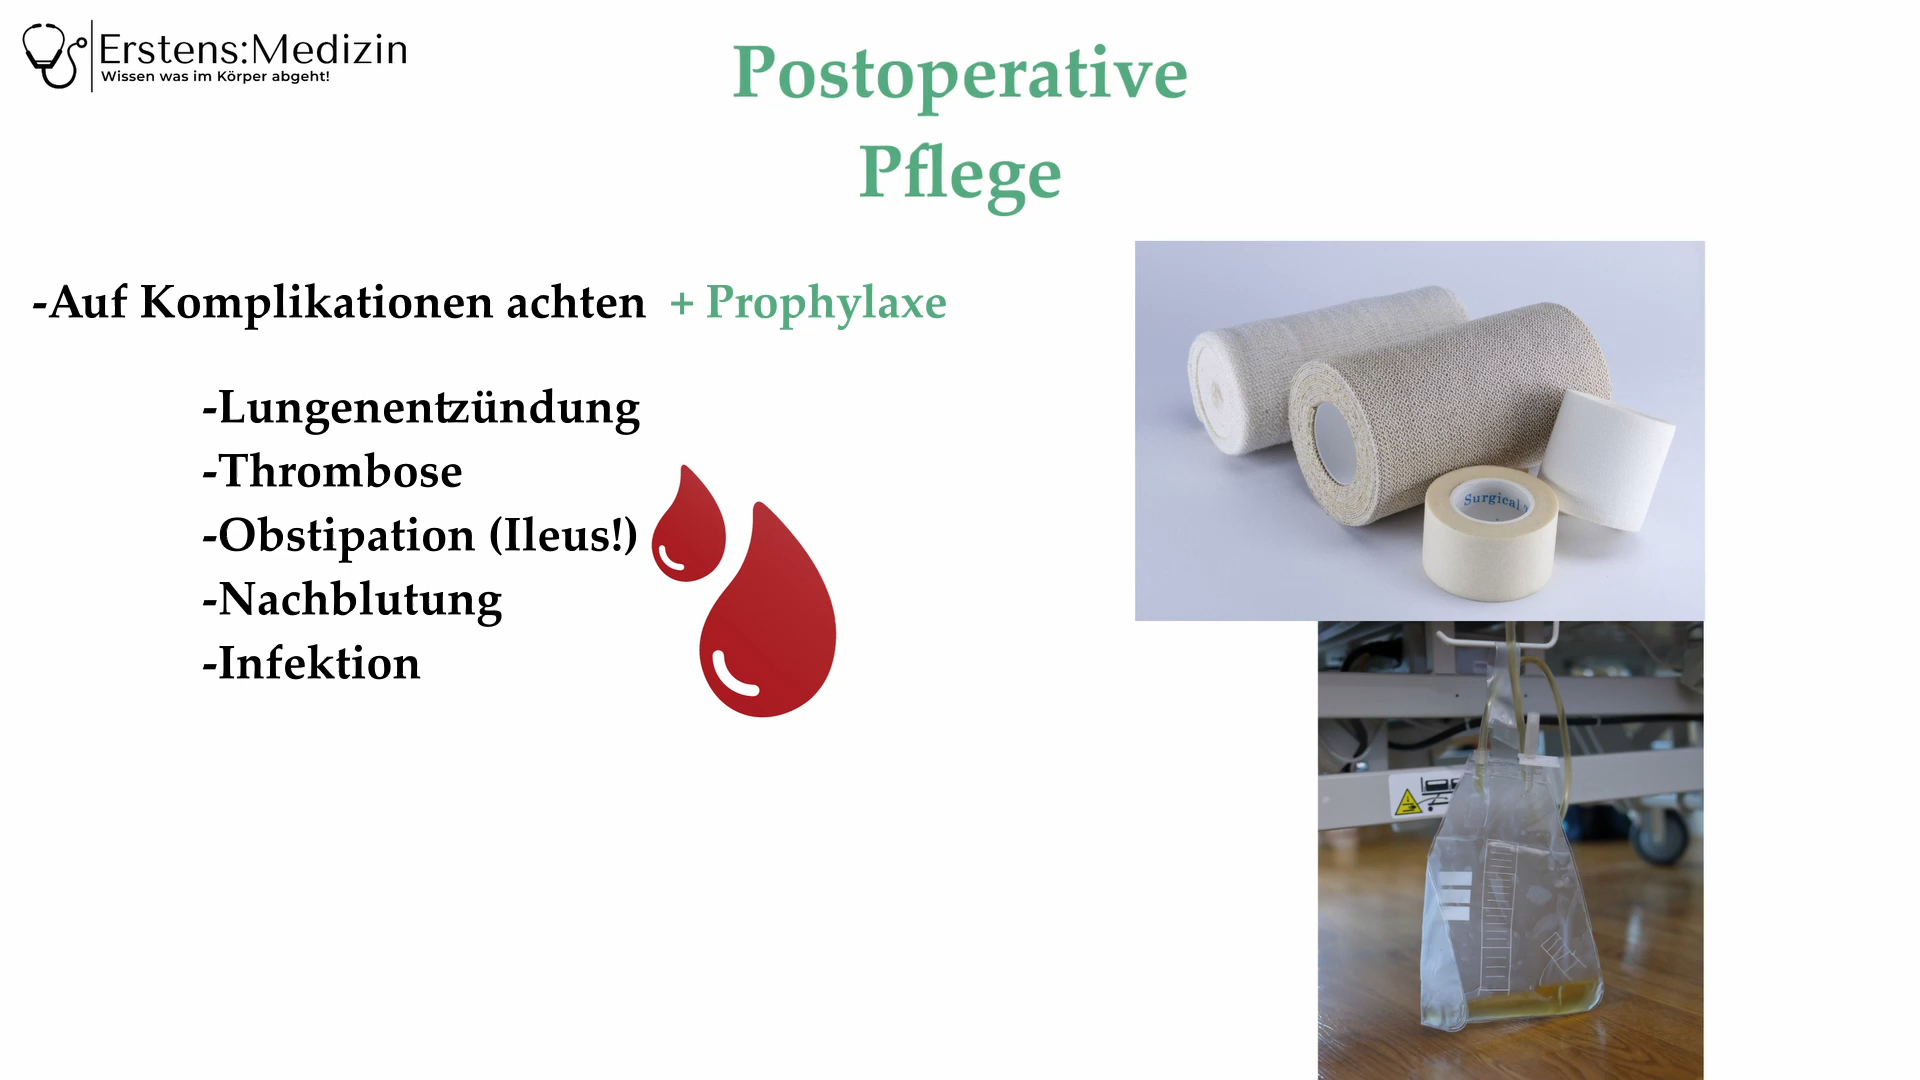 Erstens:Medizin
Wissen was im Körper abgeht!
Postoperative
Pflege
-Auf Komplikationen achten + Prophylaxe
-Lungenentzündung
-Thrombose
-Obstipation (Ileus!)
-Nachblutung
-Infektion
Surgical